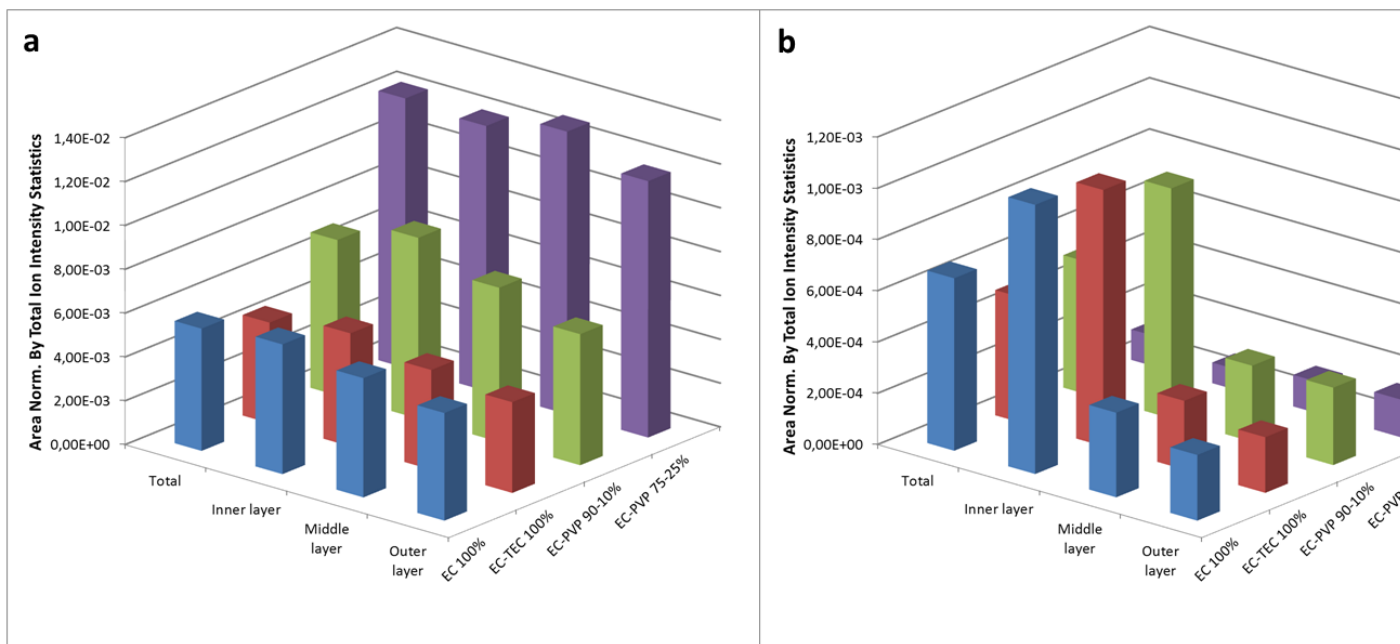 a
Area Norm. By Total Ion Intensity Statistics
1,40E-02
1,20E-02
1,00E-02
8,00E-03
6,00E-03
4,00E-03
2,00E-03
0,00E+00
Total
Inner layer
Middle
layer
Outer
layer
EC 100%
EC-TEC 100%
EC-PVP 90-10%
EC-PVP 75-25%
b
Area Norm. By Total Ion Intensity Statistics
1,20E-03
1,00E-03
8,00E-04
6,00E-04
4,00E-04
2,00E-04
0,00E+00
Total
Inner layer
Middle
layer
Outer
layer
EC 100%
EC-TEC 100%
EC-PVP 90-10%
EC-PVP